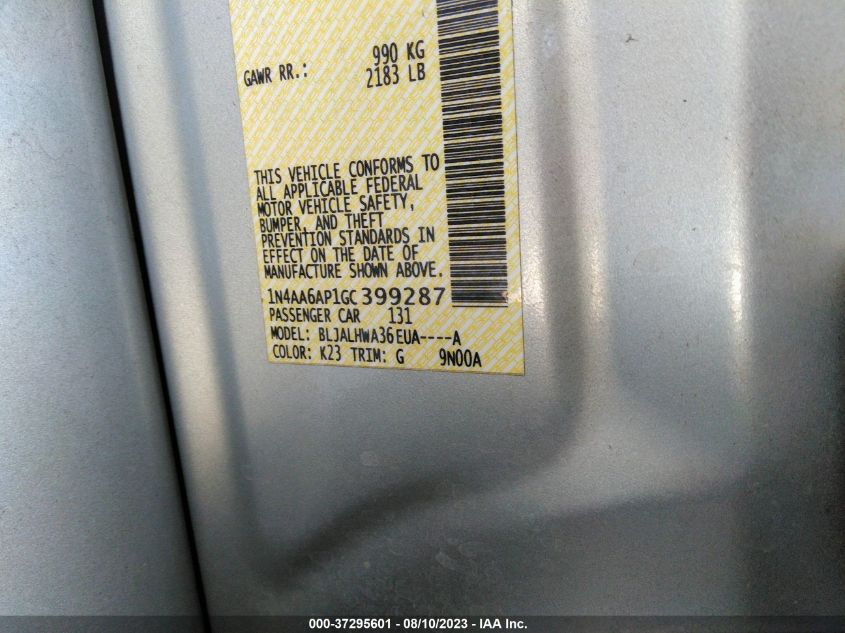 990 KG
GAWR RR.: 2183 LB
THIS VEHICLE CONFORMS TO
ALL APPLICABLE FEDERAL
MOTOR VEHICLE SAFETY,
BUMPER, AND THEFT
PREVENTION STANDARDS IN
EFFECT ON THE DATE OF
MANUFACTURE SHOWN ABOVE.
1N4AA6AP1GC399287
PASSENGER CAR 131
MODEL: BLJALHWA36EUA----A
COLOR: K23 TRIM: G 9N00A
000-37295601 - 08/10/2023 - IAA Inc.